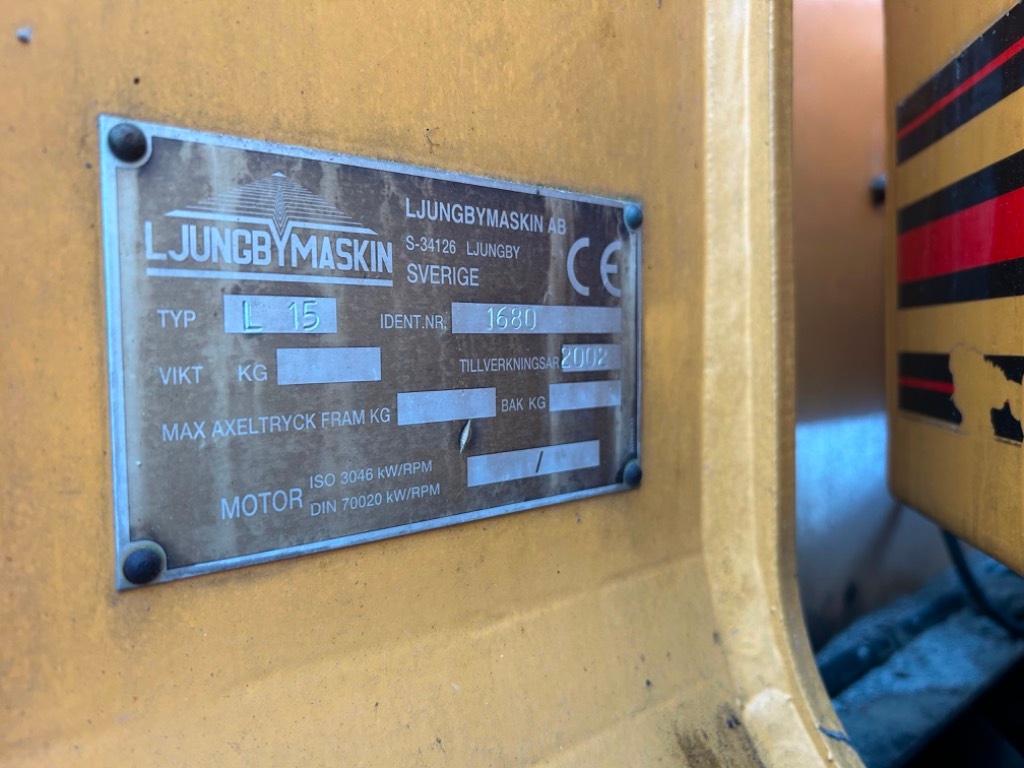 LJUNGBYMASKIN
LJUNGBYMASKIN AB
S-34126 LJUNGBY
SVERIGE
CE
TYP L 15 IDENT.NR. 1680
VIKT KG TILLVERKNINGSÅR 2002
MAX AXELTRYCK FRAM KG BAK KG
MOTOR ISO 3046 kW/RPM /
DIN 70020 kW/RPM